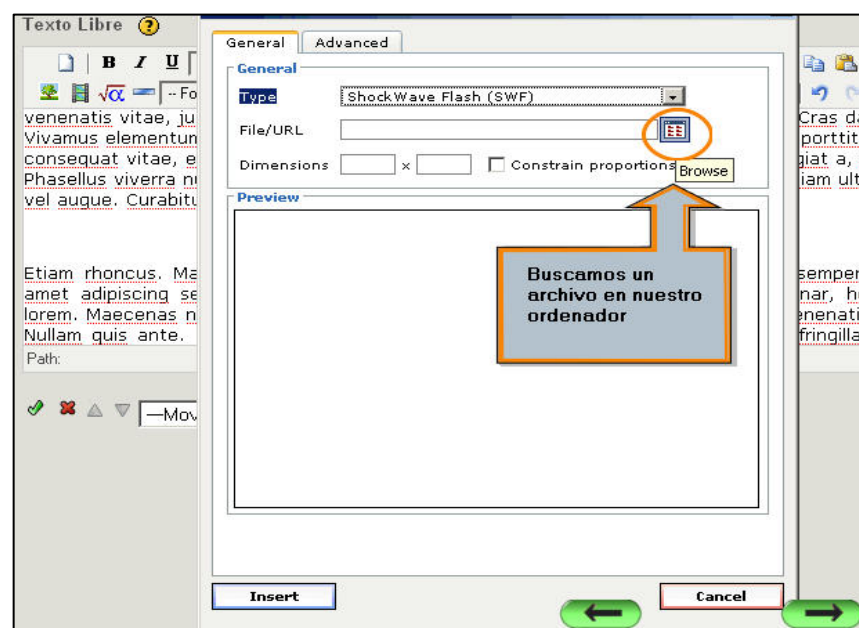 Texto Libre ?
General Advanced
B I U
General
√α -- Fo
Type ShockWave Flash (SWF)
venenatis vitae, ju
Cras da
File/URL
Vivamus elementun
porttit
consequat vitae, e
giat a,
Dimensions x Constrain proportions
Browse
Phasellus viverra n
iam ult
vel augue. Curabitu
Preview
Buscamos un
archivo en nuestro
ordenador
Etiam rhoncus. Ma
semper
amet adipiscing se
nar, h
lorem. Maecenas n
enenati
Nullam quis ante.
fringilla
Path:
—Mov
Insert Cancel